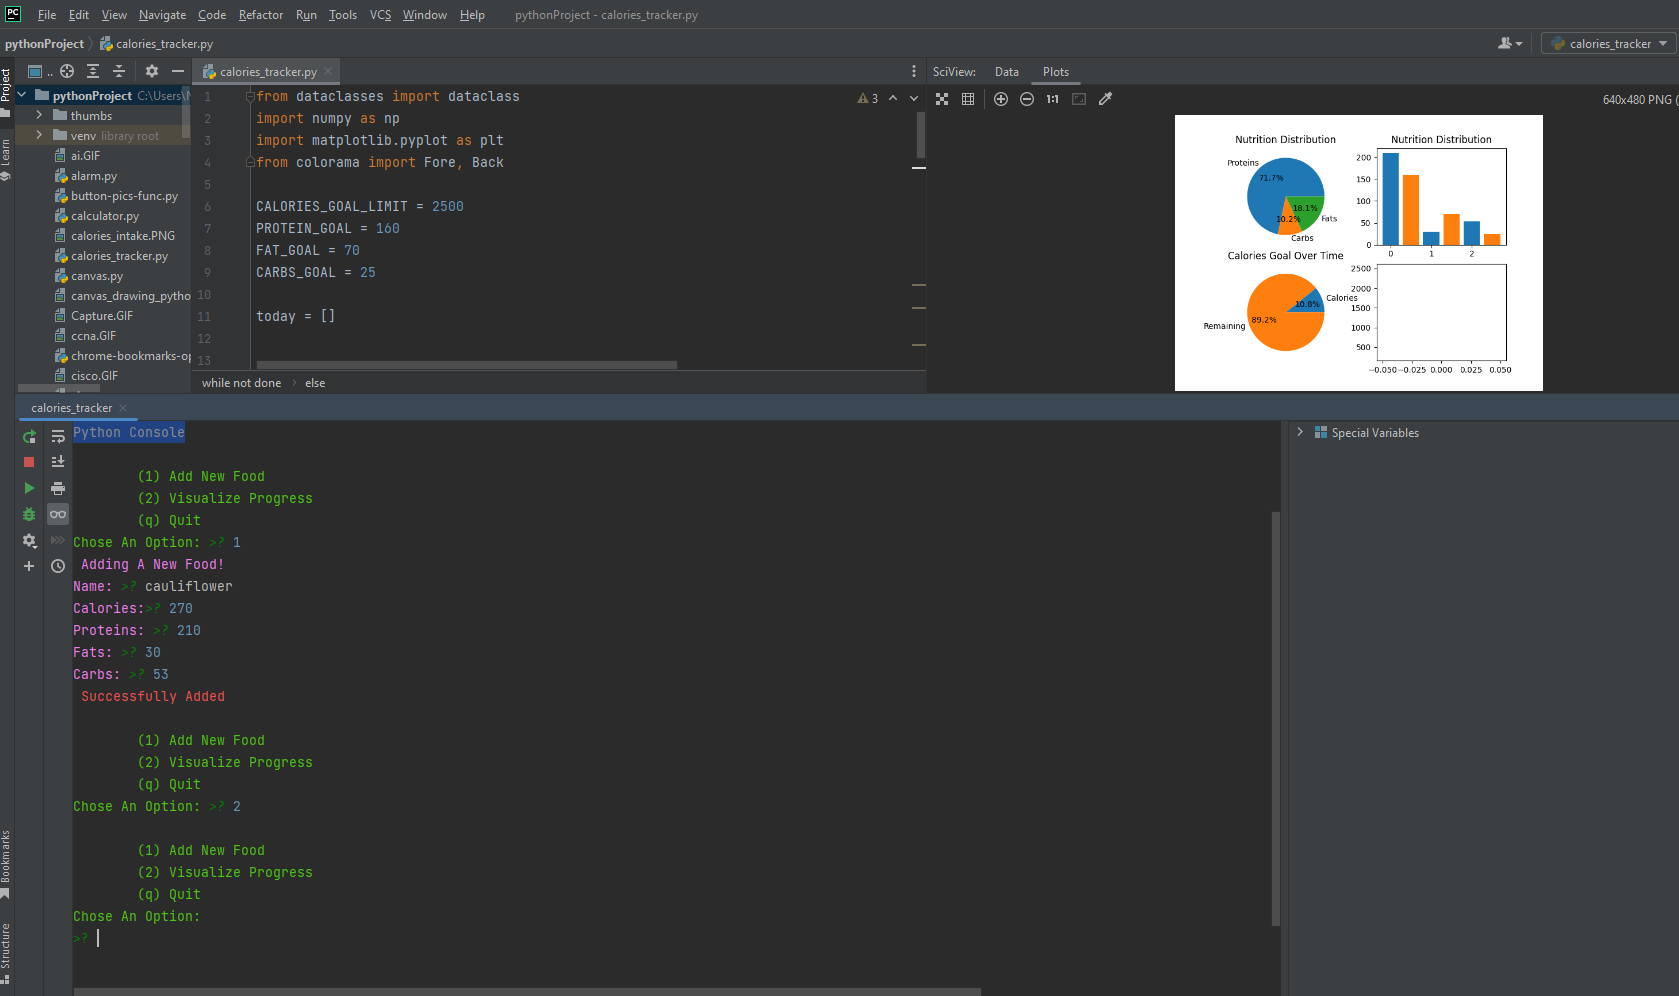 PC File Edit View Navigate Code Refactor Run Tools VCS Window Help pythonProject - calories_tracker.py
pythonProject calories_tracker.py calories_tracker
Project
Learn
Bookmarks
Structure
pythonProject C:\Users\
thumbs
venv library root
ai.GIF
alarm.py
button-pics-func.py
calculator.py
calories_intake.PNG
calories_tracker.py
canvas.py
canvas_drawing_pytho
Capture.GIF
ccna.GIF
chrome-bookmarks-op
cisco.GIF
calories_tracker.py
3
1 from dataclasses import dataclass
2 import numpy as np
3 import matplotlib.pyplot as plt
4 from colorama import Fore, Back
5
6 CALORIES_GOAL_LIMIT = 2500
7 PROTEIN_GOAL = 160
8 FAT_GOAL = 70
9 CARBS_GOAL = 25
10
11 today = []
12
13
while not done else
SciView: Data Plots
1:1
640x480 PNG (
Nutrition Distribution
Proteins
71.7%
18.1%
10.2%
Fats
Carbs
Nutrition Distribution
200
150
100
50
0
0 1 2
Calories Goal Over Time
Calories
10.8%
89.2%
Remaining
2500
2000
1500
1000
500
-0.050 -0.025 0.000 0.025 0.050
calories_tracker
Python Console
(1) Add New Food
(2) Visualize Progress
(q) Quit
Chose An Option: >? 1
Adding A New Food!
Name: >? cauliflower
Calories:>? 270
Proteins: >? 210
Fats: >? 30
Carbs: >? 53
Successfully Added
(1) Add New Food
(2) Visualize Progress
(q) Quit
Chose An Option: >? 2
(1) Add New Food
(2) Visualize Progress
(q) Quit
Chose An Option:
>?
Special Variables